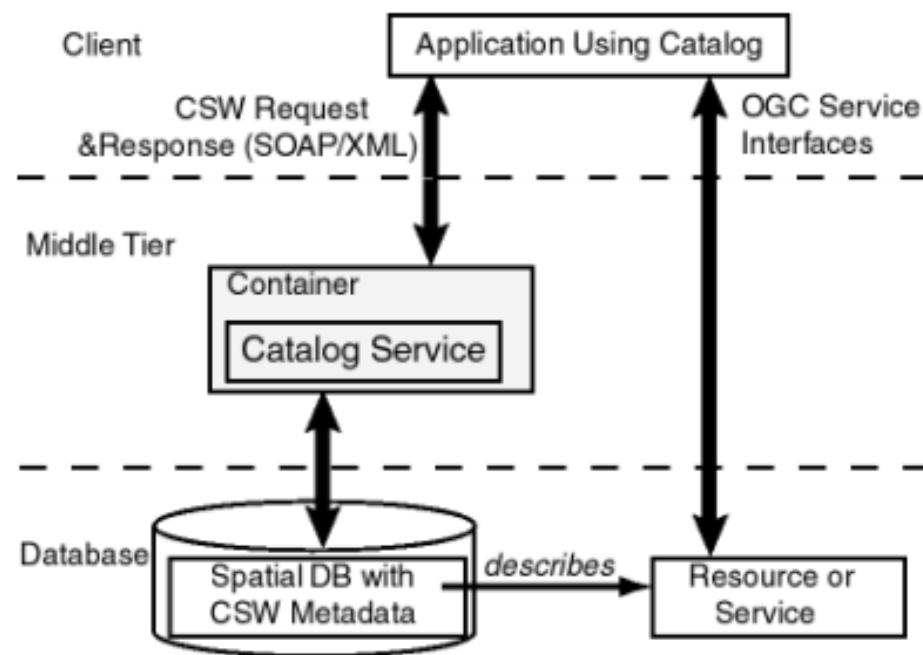 Client
Application Using Catalog
CSW Request
&Response (SOAP/XML)
OGC Service
Interfaces
Middle Tier
Container
Catalog Service
Database
Spatial DB with
CSW Metadata
describes
Resource or
Service